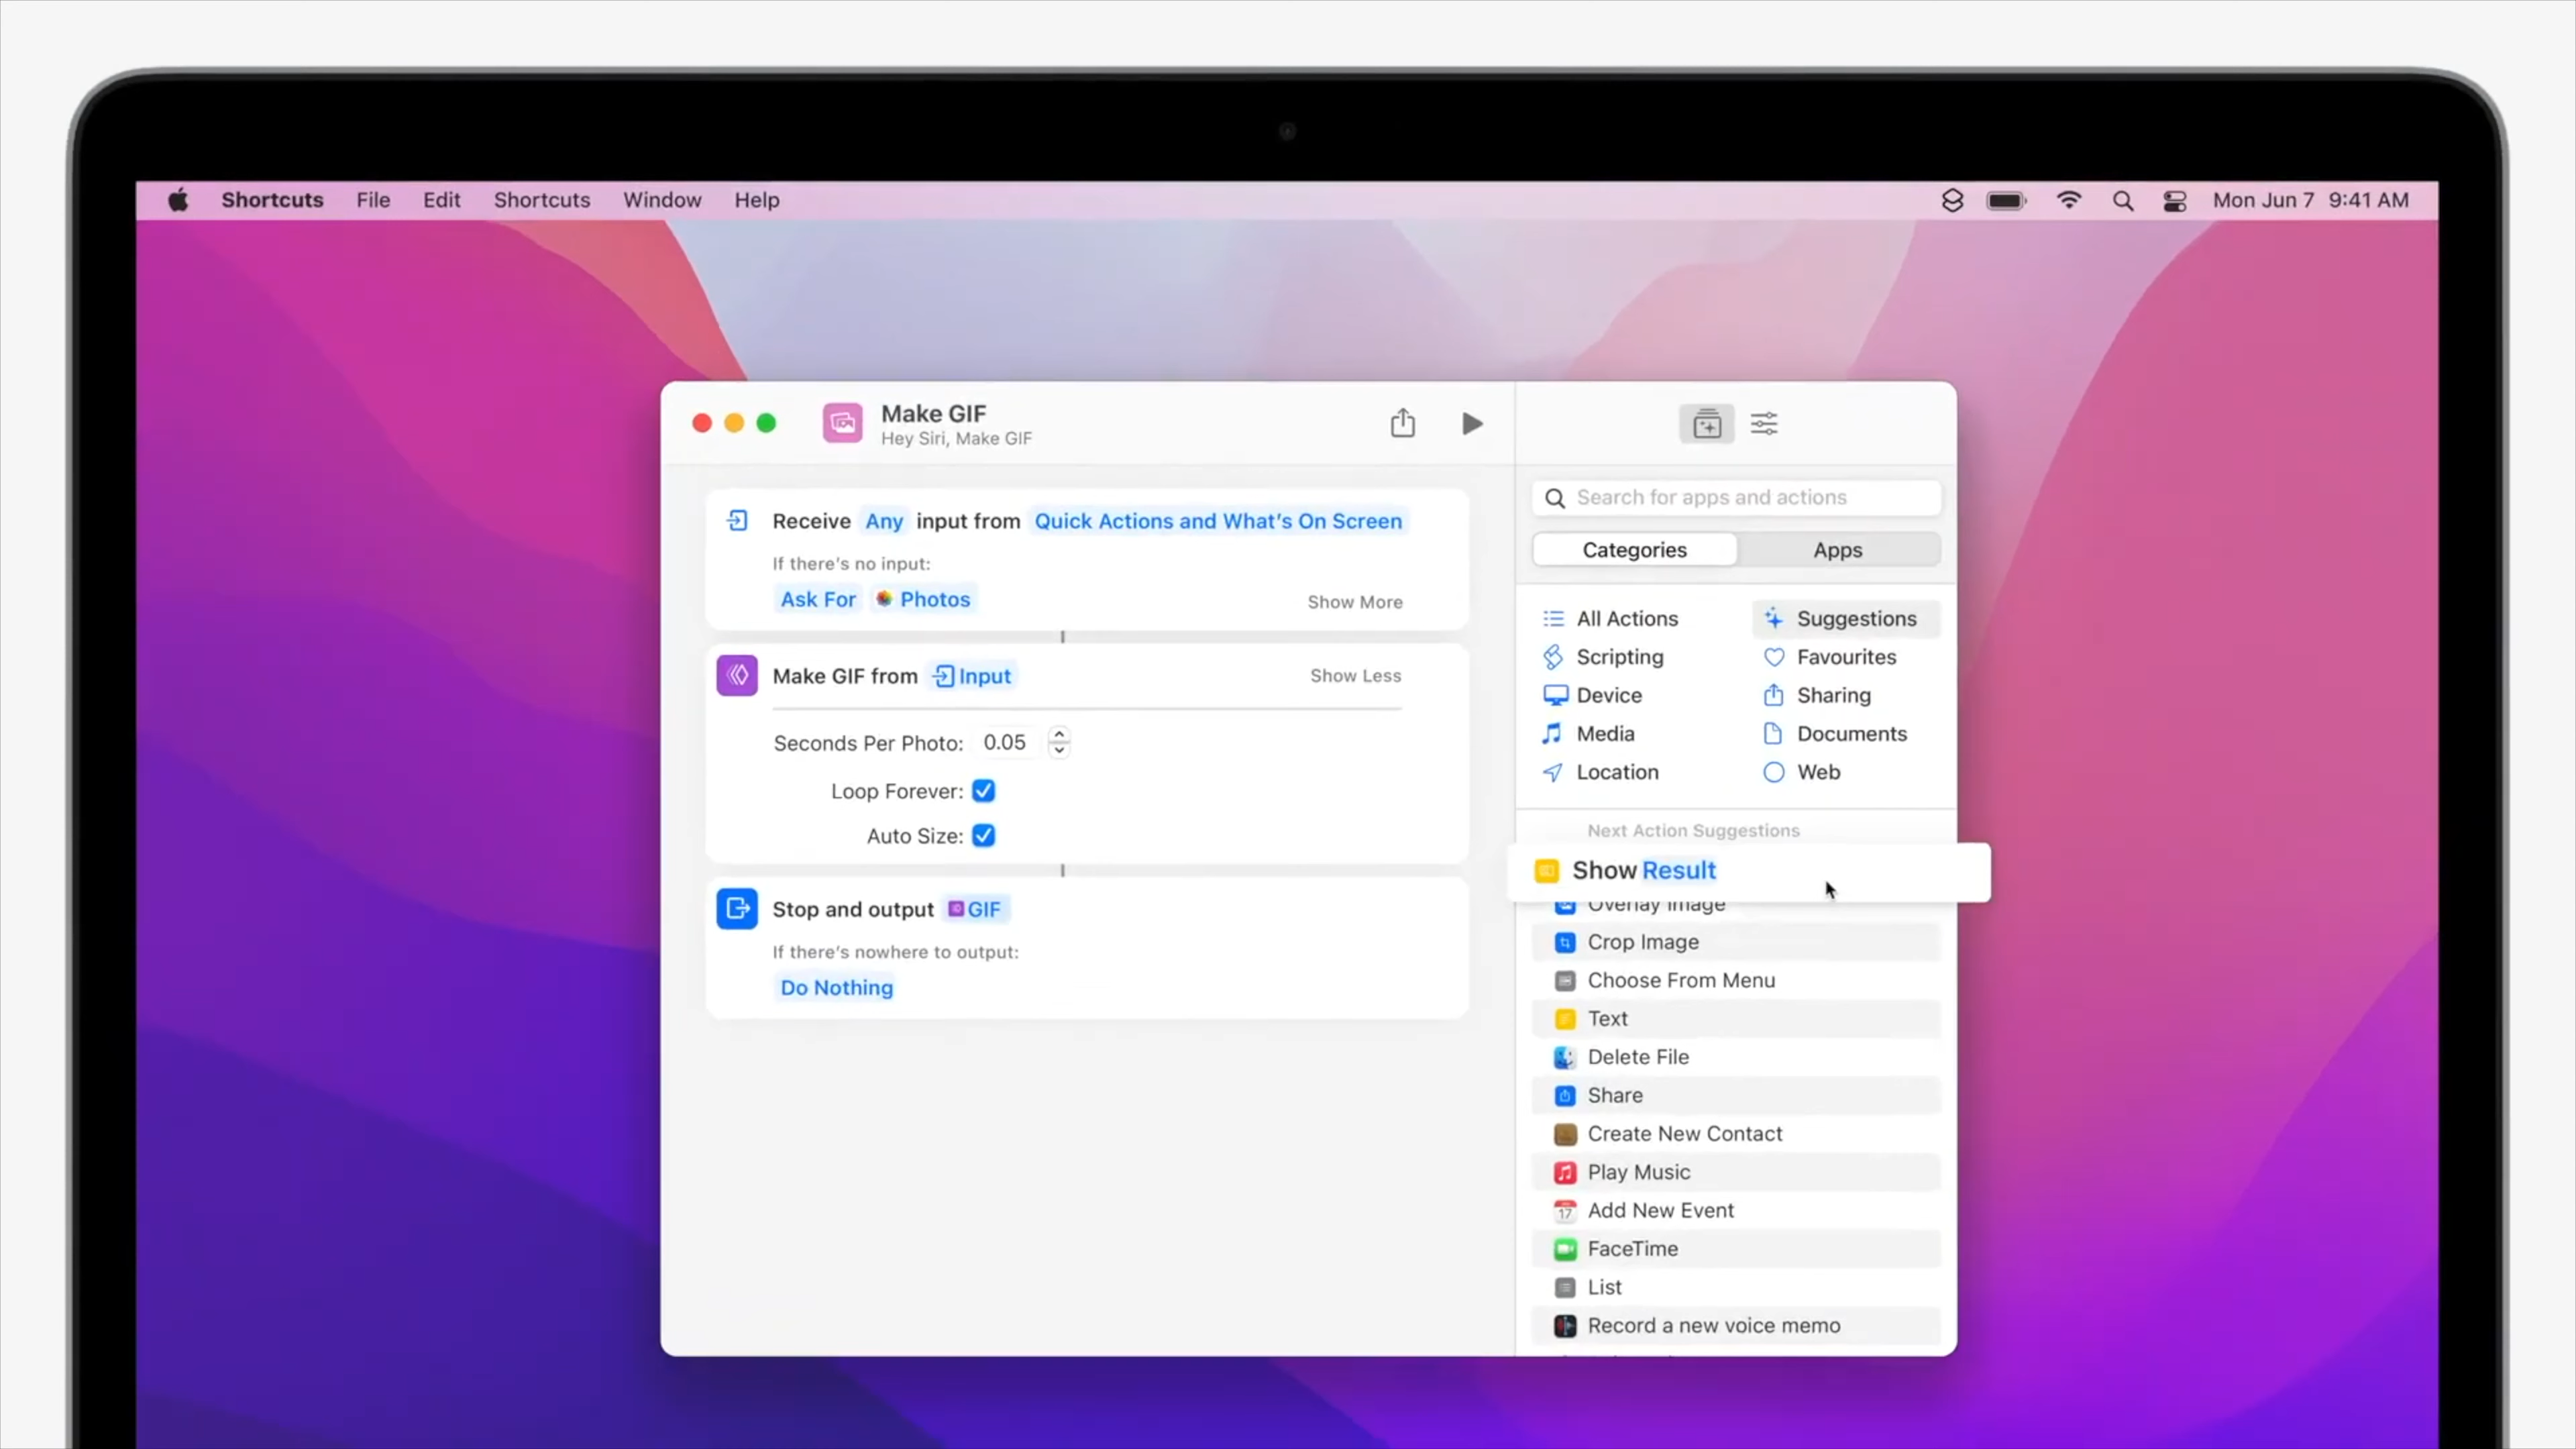 Shortcuts File Edit Shortcuts Window Help Mon Jun 7 9:41 AM
Make GIF
Hey Siri, Make GIF
Receive Any input from Quick Actions and What's On Screen
If there's no input:
Ask For Photos
Show More
Make GIF from Input
Show Less
Seconds Per Photo: 0.05
Loop Forever:
Auto Size:
Stop and output GIF
If there's nowhere to output:
Do Nothing
Search for apps and actions
Categories Apps
All Actions Suggestions
Scripting Favourites
Device Sharing
Media Documents
Location Web
Next Action Suggestions
Show Result
Overlay Image
Crop Image
Choose From Menu
Text
Delete File
Share
Create New Contact
Play Music
17 Add New Event
FaceTime
List
Record a new voice memo